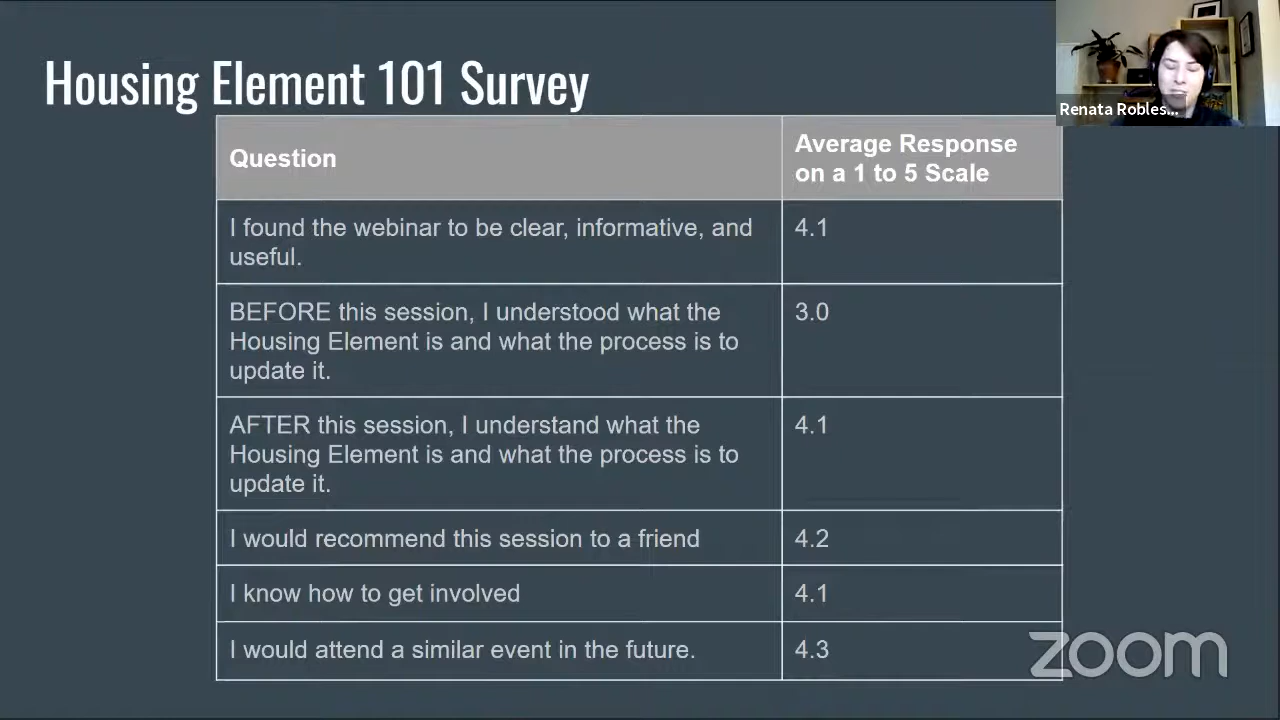 Housing Element 101 Survey
Renata Robles...
Question
Average Response
on a 1 to 5 Scale
I found the webinar to be clear, informative, and
useful.
4.1
BEFORE this session, I understood what the
Housing Element is and what the process is to
update it.
3.0
AFTER this session, I understand what the
Housing Element is and what the process is to
update it.
4.1
I would recommend this session to a friend
4.2
I know how to get involved
4.1
I would attend a similar event in the future.
4.3
zoom